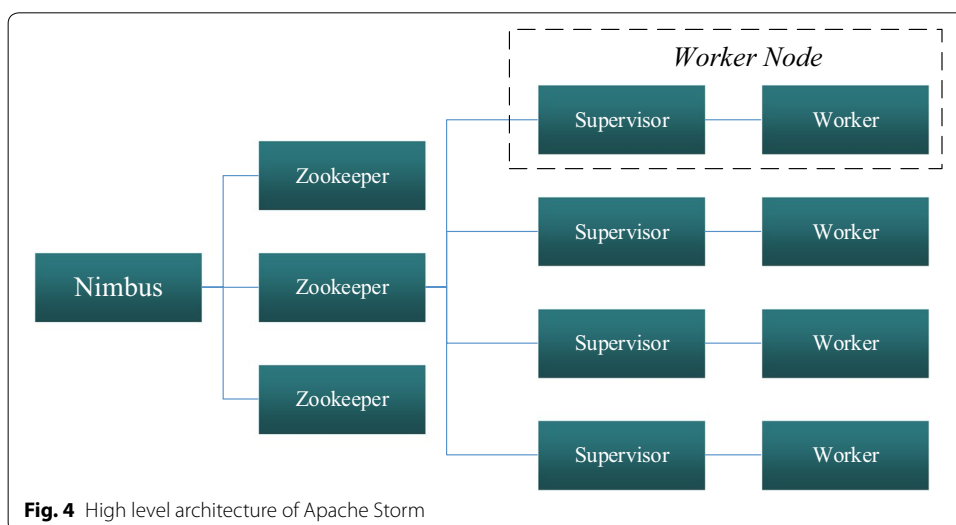 Worker Node
Supervisor
Worker
Zookeeper
Supervisor
Worker
Nimbus
Zookeeper
Supervisor
Worker
Zookeeper
Supervisor
Worker
Fig. 4 High level architecture of Apache Storm